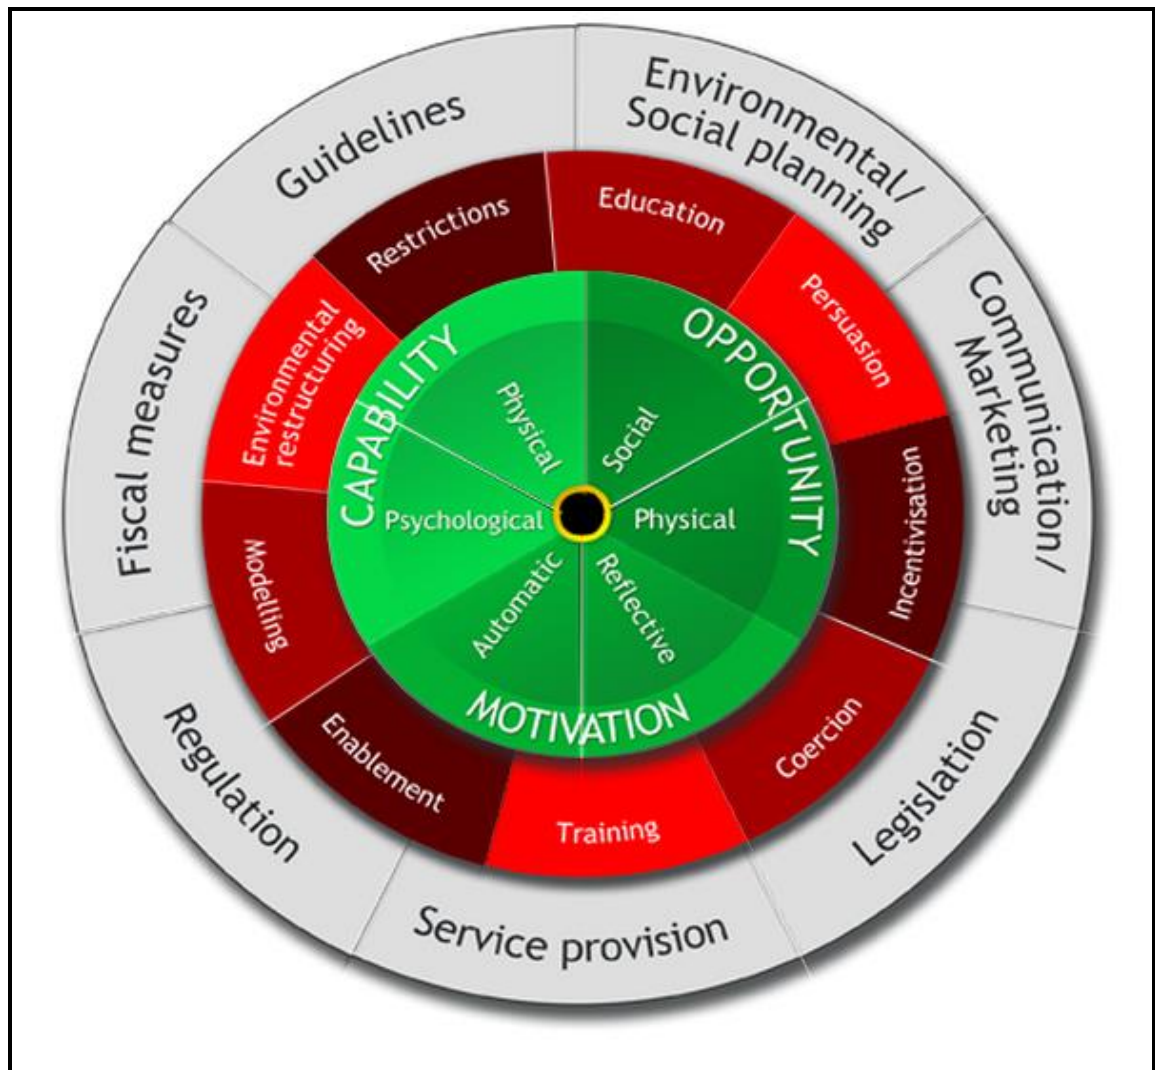 Guidelines
Environmental/
Social planning
Communication/
Marketing
Legislation
Service provision
Regulation
Fiscal measures
Restrictions
Education
Persuasion
Incentivisation
Coercion
Training
Enablement
Modelling
Environmental
restructuring
CAPABILITY
OPPORTUNITY
MOTIVATION
Physical
Social
Physical
Reflective
Automatic
Psychological